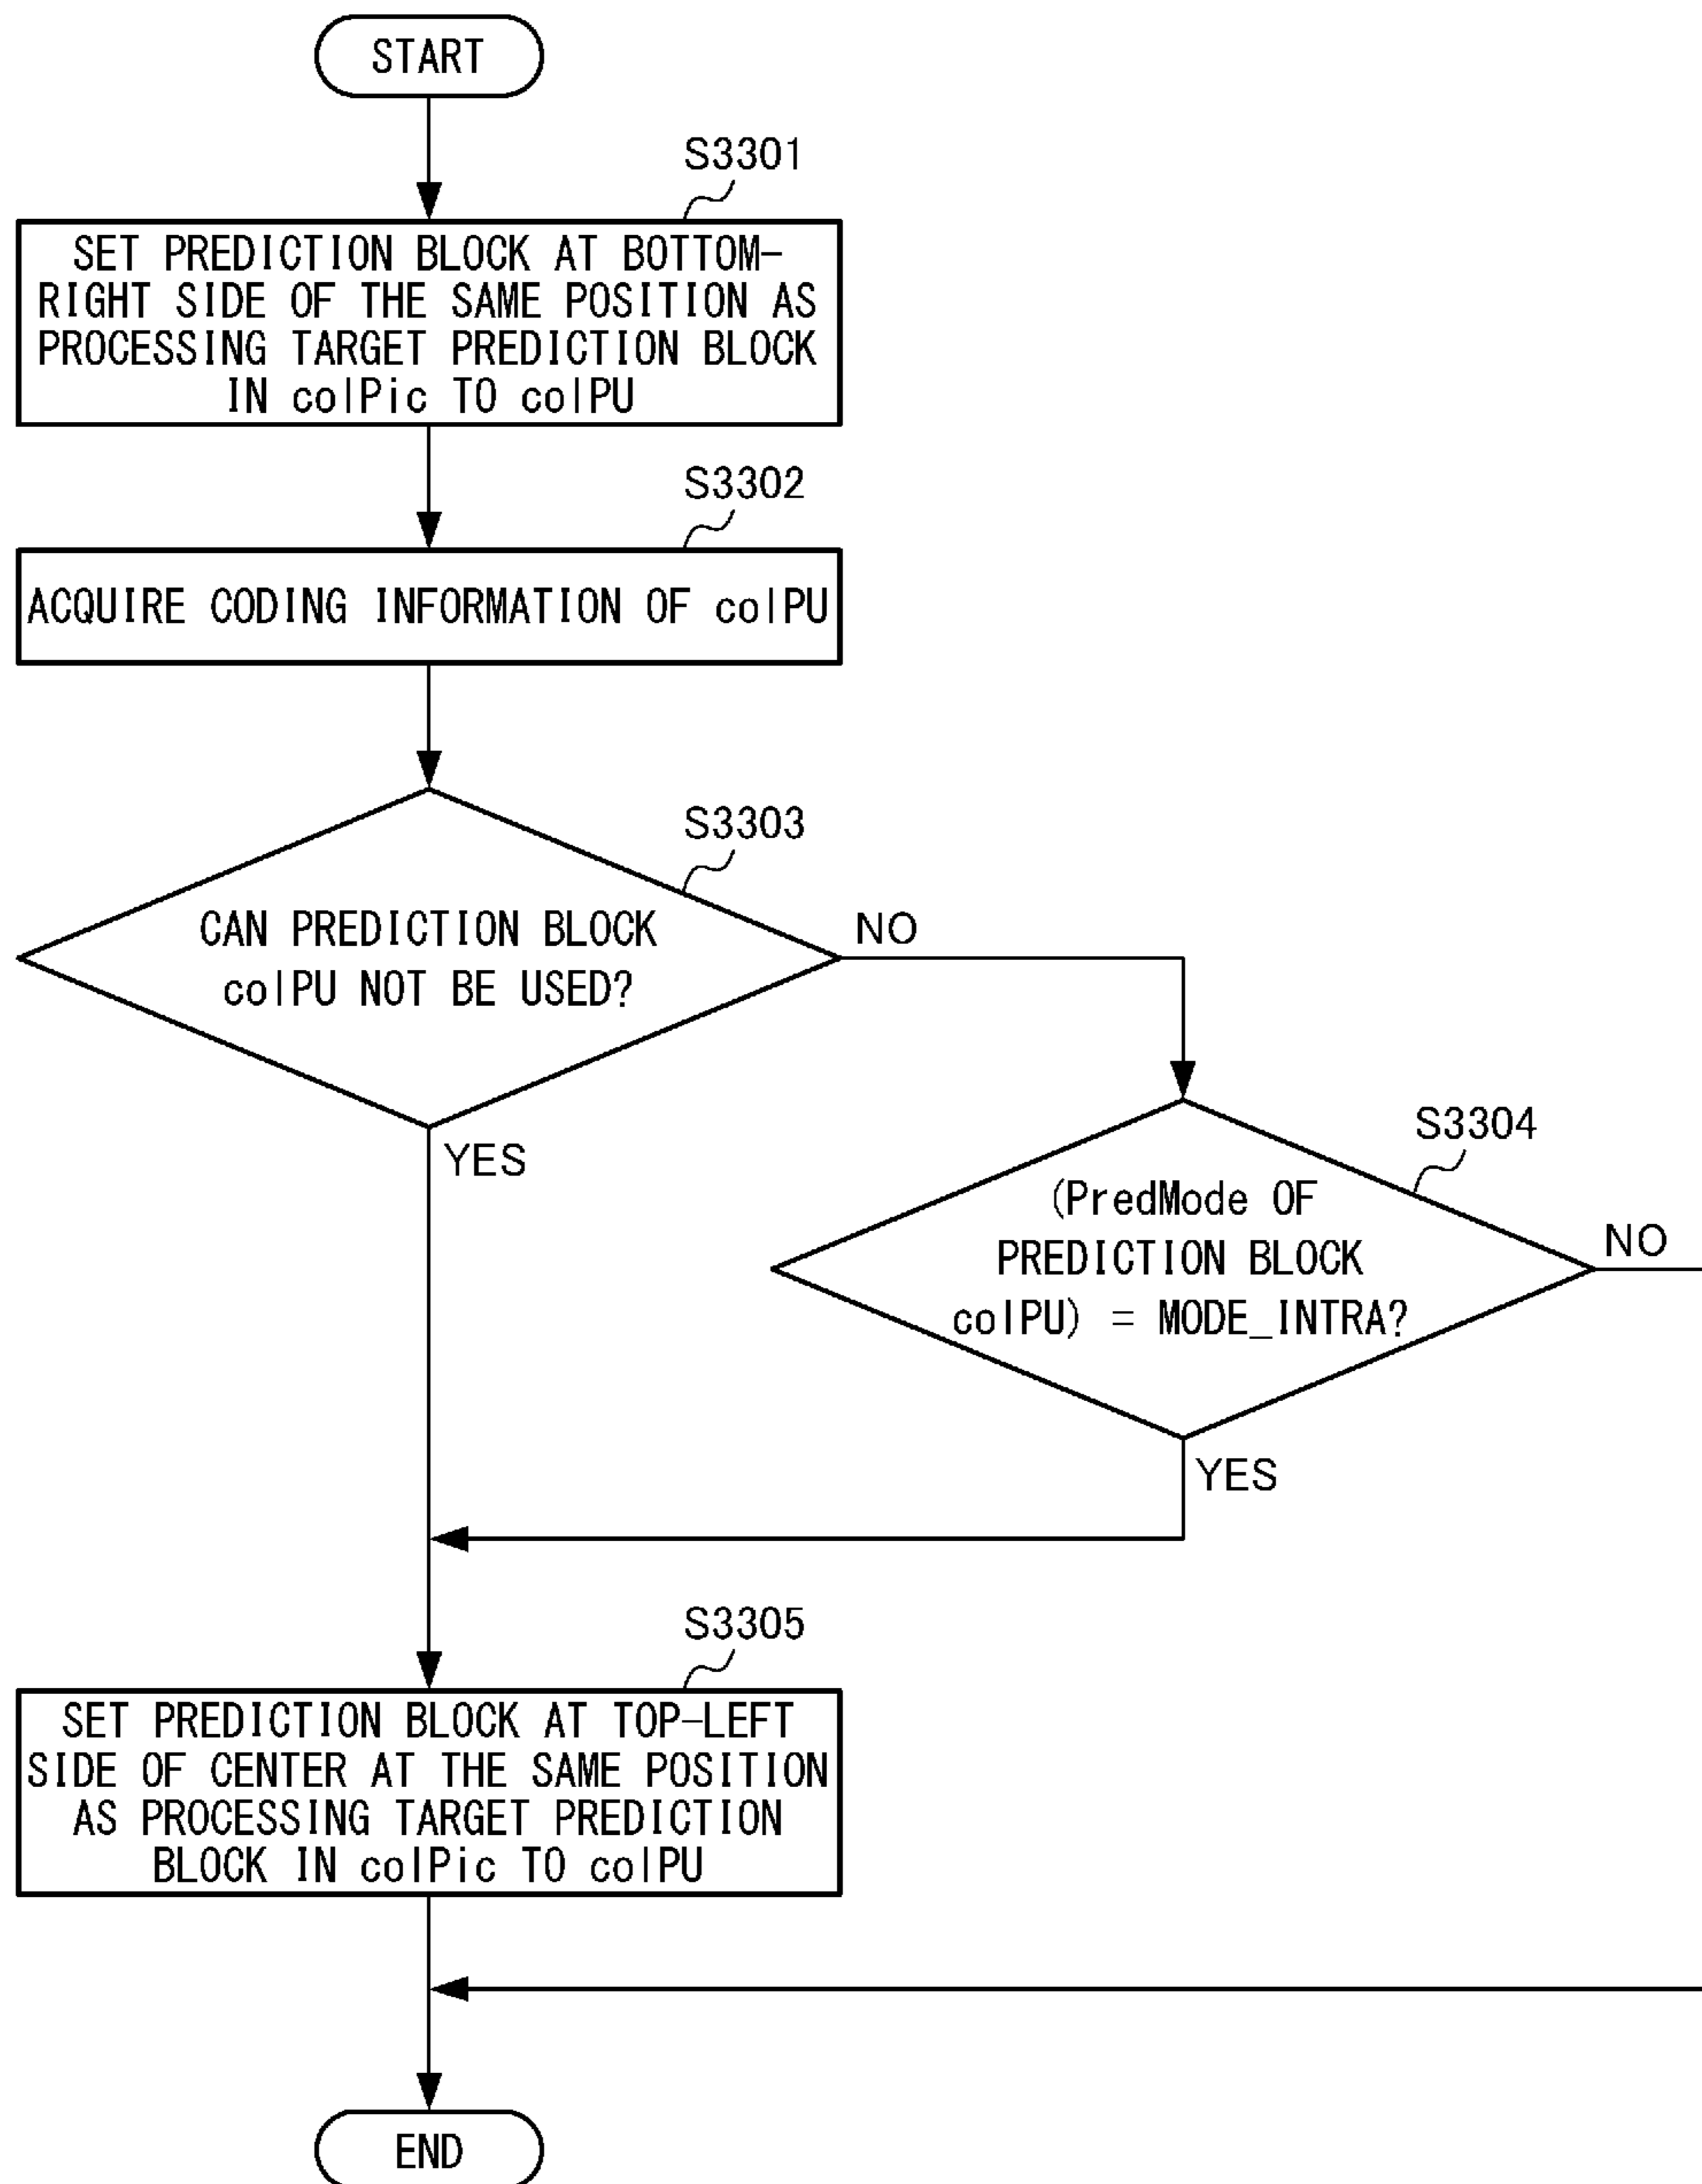 START
S3301
SET PREDICTION BLOCK AT BOTTOM-
RIGHT SIDE OF THE SAME POSITION AS
PROCESSING TARGET PREDICTION BLOCK
IN colPic TO colPU
S3302
ACQUIRE CODING INFORMATION OF colPU
S3303
CAN PREDICTION BLOCK
colPU NOT BE USED?
NO
YES
S3304
(PredMode OF
PREDICTION BLOCK
colPU) = MODE_INTRA?
NO
YES
S3305
SET PREDICTION BLOCK AT TOP-LEFT
SIDE OF CENTER AT THE SAME POSITION
AS PROCESSING TARGET PREDICTION
BLOCK IN colPic TO colPU
END